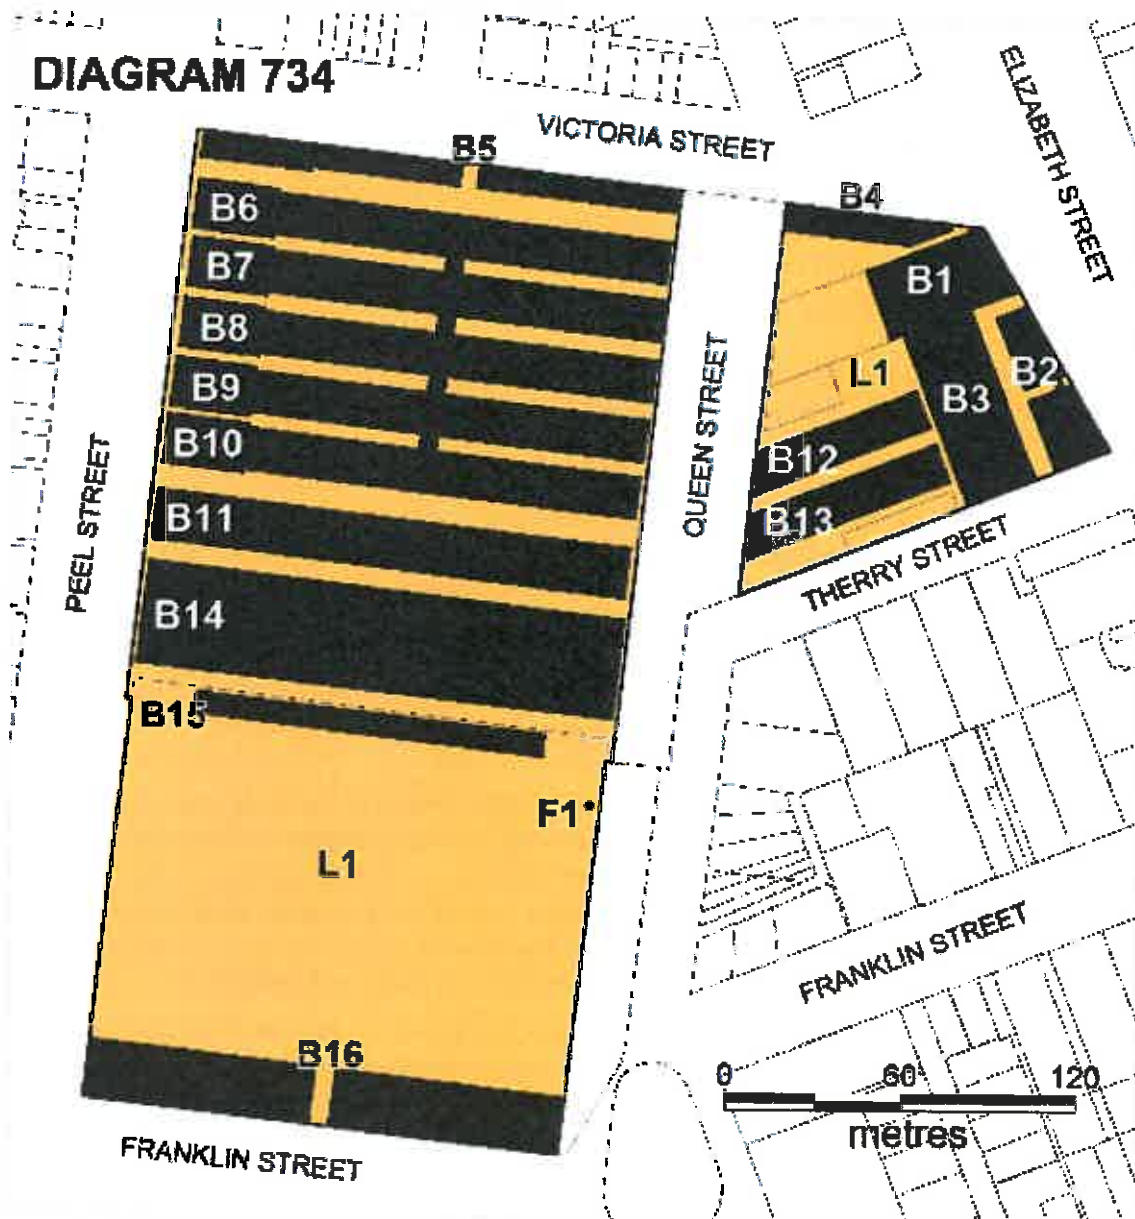 DIAGRAM 734
VICTORIA STREET
ELIZABETH STREET
B5
B4
B6
B7
B8
B9
B10
B11
B14
B15
B1
B2
B3
L1
B12
B13
QUEEN STREET
PEEL STREET
THERRY STREET
F1
L1
B16
FRANKLIN STREET
FRANKLIN STREET
0 60 120
metres